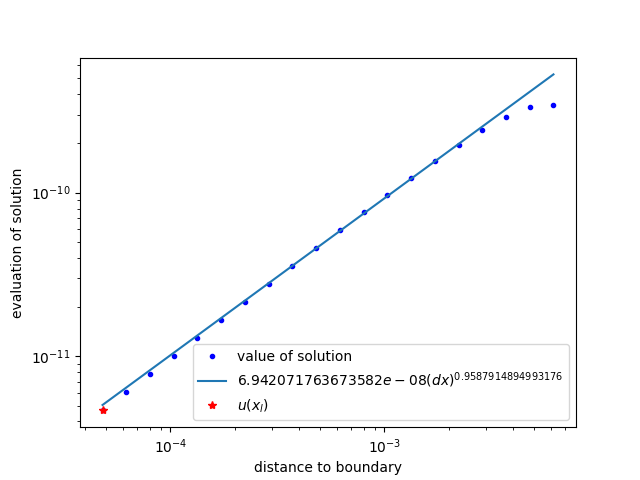 evaluation of solution
10⁻¹⁰
10⁻¹¹
value of solution
6.942071763673582e − 08(dx)^0.9587914894993176
u(x_l)
10⁻⁴
10⁻³
distance to boundary